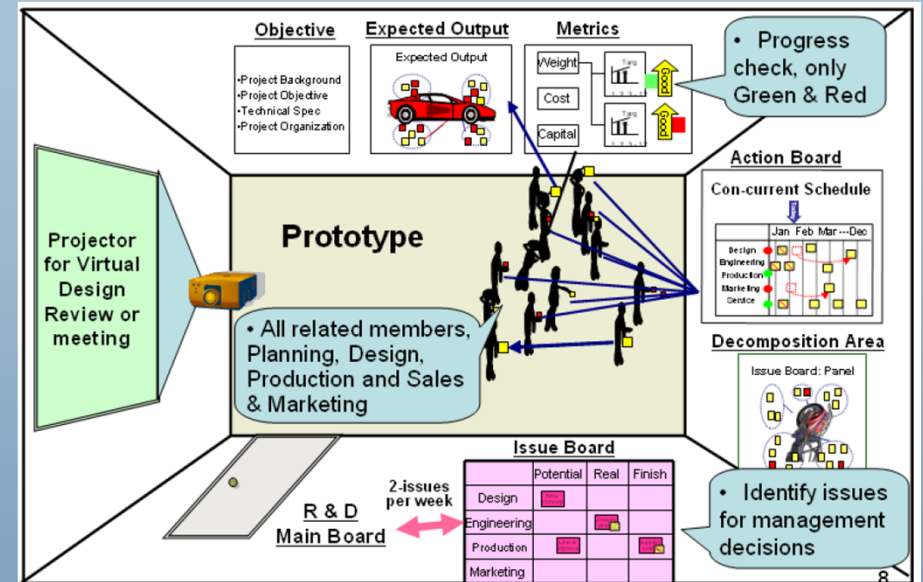 Objective
•Project Background
•Project Objective
•Technical Spec
•Project Organization
Expected Output
Expected Output
Metrics
Weight
Cost
Capital
Targ
Good
Targ
Good
• Progress
check, only
Green & Red
Action Board
Con-current Schedule
Jan Feb Mar ---Dec
Design
Engineering
Production
Marketing
Service
Projector
for Virtual
Design
Review or
meeting
Prototype
• All related members,
Planning, Design,
Production and Sales
& Marketing
Decomposition Area
Issue Board: Panel
Issue Board
Potential Real Finish
Design
Engineering
Production
Marketing
2-issues
per week
R & D
Main Board
• Identify issues
for management
decisions
8